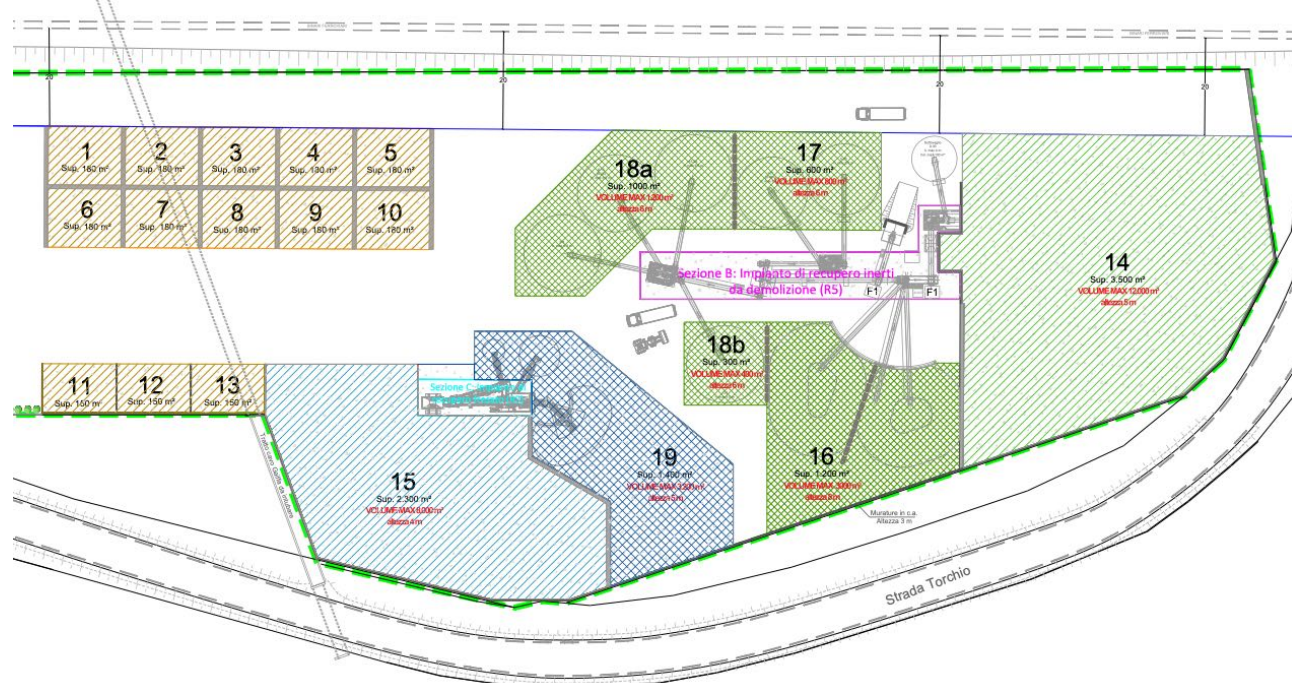 20
20
20
20
1
Sup. 180 m²
2
Sup. 180 m²
3
Sup. 180 m²
4
Sup. 180 m²
5
Sup. 180 m²
6
Sup. 180 m²
7
Sup. 180 m²
8
Sup. 180 m²
9
Sup. 180 m²
10
Sup. 180 m²
18a
Sup. 1000 m²
VOLUME MAX 1.200 m³
altezza 6 m
17
Sup. 600 m²
VOLUME MAX 800 m³
altezza 6 m
Sezione B: Impianto di recupero inerti
da demolizione (R5)
F1
F1
14
Sup. 3.500 m²
VOLUME MAX 12.000 m³
altezza 5 m
18b
Sup. 300 m²
VOLUME MAX 400 m³
altezza 6 m
11
Sup. 150 m²
12
Sup. 150 m²
13
Sup. 150 m²
Sezione C: Impianto di
15
Sup. 2.300 m²
VOLUME MAX 8.000 m³
altezza 4 m
19
Sup. 1.400 m²
VOLUME MAX
altezza 5 m
16
Sup. 1.200 m²
VOLUME MAX
Murature in c.a.
Altezza 3 m
Strada Torchio